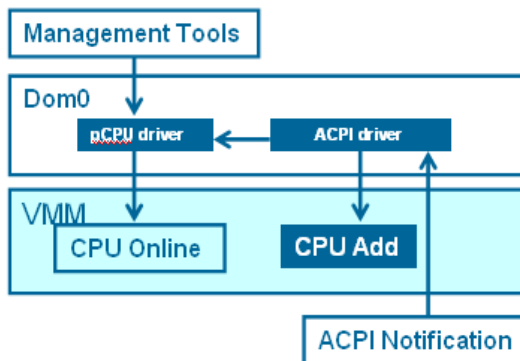 Management Tools
Dom0
pCPU driver
ACPI driver
VMM
CPU Online
CPU Add
ACPI Notification